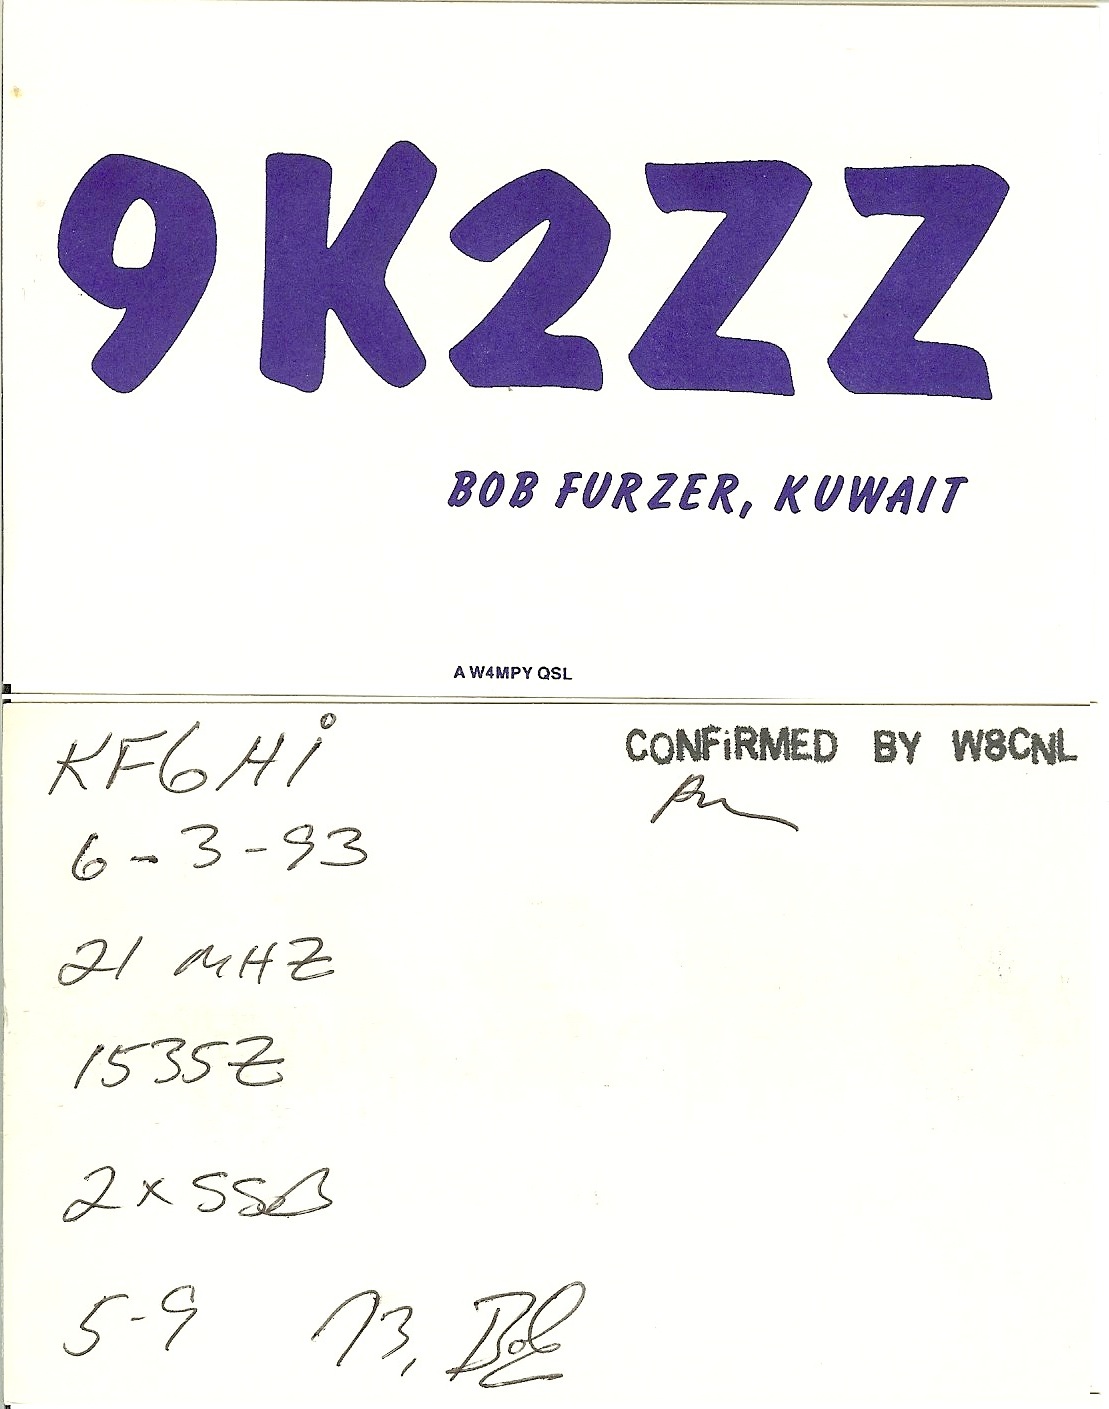 9K2ZZ
BOB FURZER, KUWAIT
A W4MPY QSL
KF6Hi
CONFiRMED BY W8CNL
6-3-93
21 MHZ
1535Z
2x SSB
5-9 73, Bob